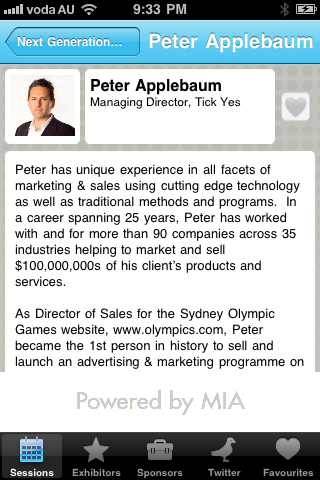 voda AU 9:33 PM
Next Generation... Peter Applebaum
Peter Applebaum
Managing Director, Tick Yes
Peter has unique experience in all facets of
marketing & sales using cutting edge technology
as well as traditional methods and programs. In
a career spanning 25 years, Peter has worked
with and for more than 90 companies across 35
industries helping to market and sell
$100,000,000s of his client's products and
services.
As Director of Sales for the Sydney Olympic
Games website, www.olympics.com, Peter
became the 1st person in history to sell and
launch an advertising & marketing programme on
Powered by MIA
Sessions Exhibitors Sponsors Twitter Favourites